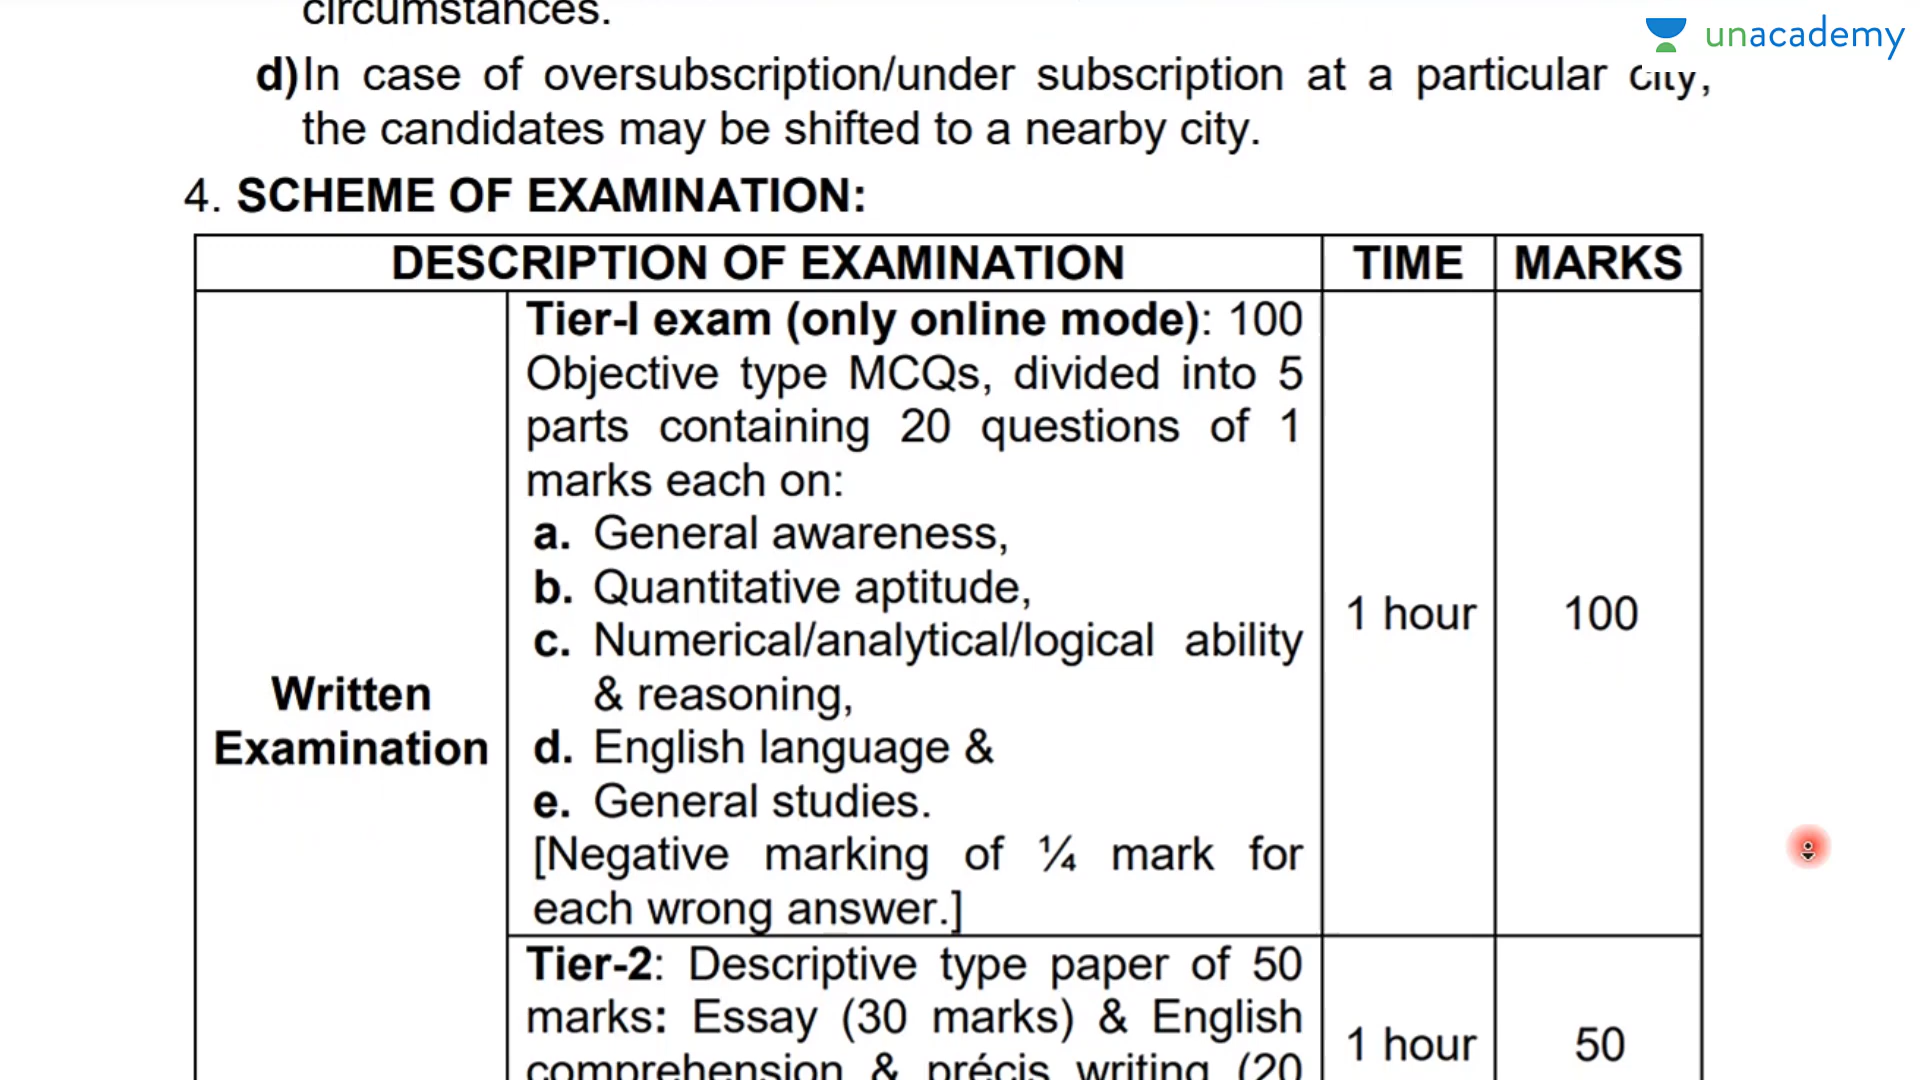 circumstances.
unacademy
d) In case of oversubscription/under subscription at a particular city,
the candidates may be shifted to a nearby city.
4. SCHEME OF EXAMINATION:
DESCRIPTION OF EXAMINATION TIME MARKS
Tier-I exam (only online mode): 100
Objective type MCQs, divided into 5
parts containing 20 questions of 1
marks each on:
a. General awareness,
b. Quantitative aptitude,
c. Numerical/analytical/logical ability
& reasoning,
d. English language &
e. General studies.
[Negative marking of ¼ mark for
each wrong answer.]
1 hour
100
Written
Examination
Tier-2: Descriptive type paper of 50
marks: Essay (30 marks) & English
comprehension & précis writing (20
1 hour
50